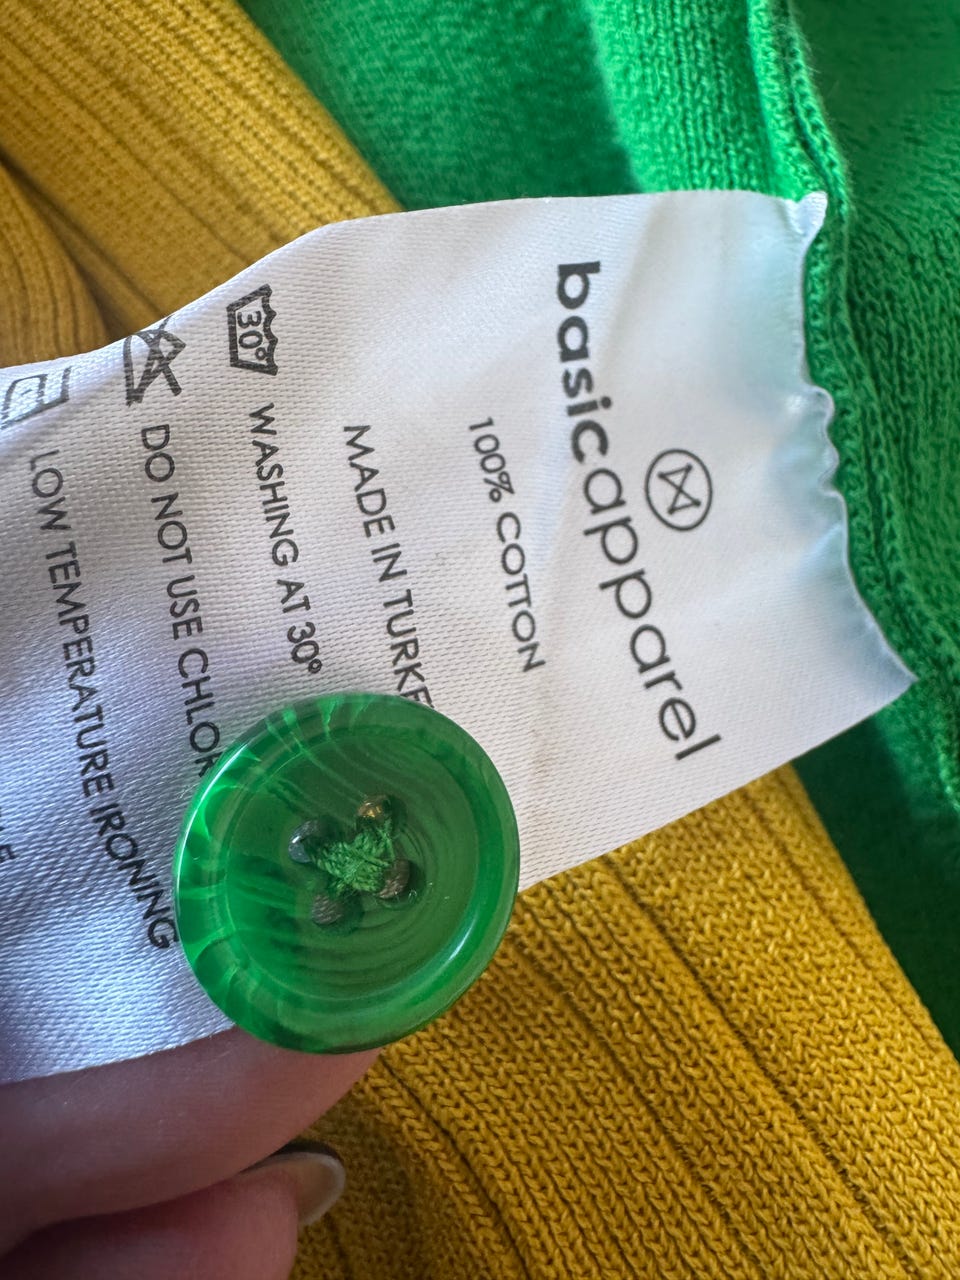 basicapparel
100% COTTON
MADE IN TURKE
30° WASHING AT 30°
DO NOT USE CHLOR
LOW TEMPERATURE IRONING